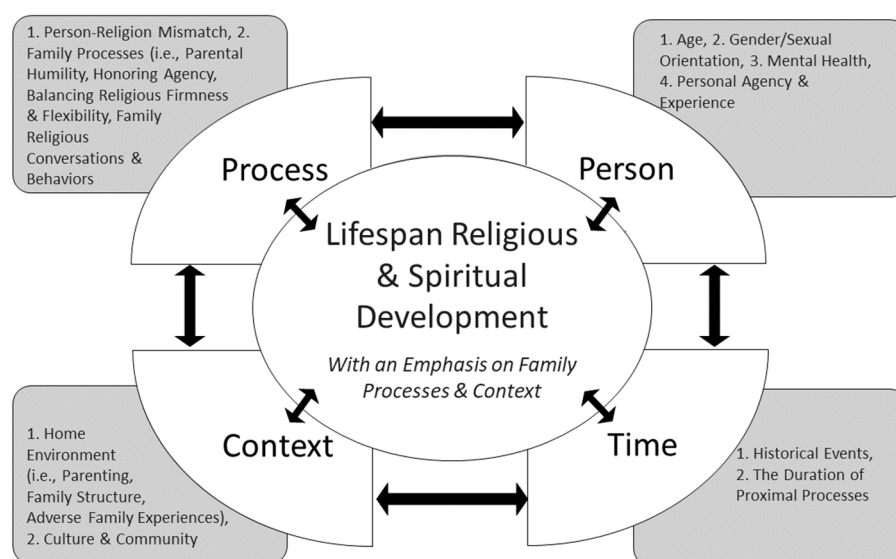 1. Person-Religion Mismatch, 2.
Family Processes (i.e., Parental
Humility, Honoring Agency,
Balancing Religious Firmness
& Flexibility, Family
Religious
Conversations &
Behaviors
1. Age, 2. Gender/Sexual
Orientation, 3. Mental Health,
4. Personal Agency &
Experience
Process
Person
Lifespan Religious
& Spiritual
Development
With an Emphasis on Family
Processes & Context
Context
Time
1. Home
Environment
(i.e., Parenting,
Family Structure,
Adverse Family Experiences),
2. Culture & Community
1. Historical Events,
2. The Duration of
Proximal Processes